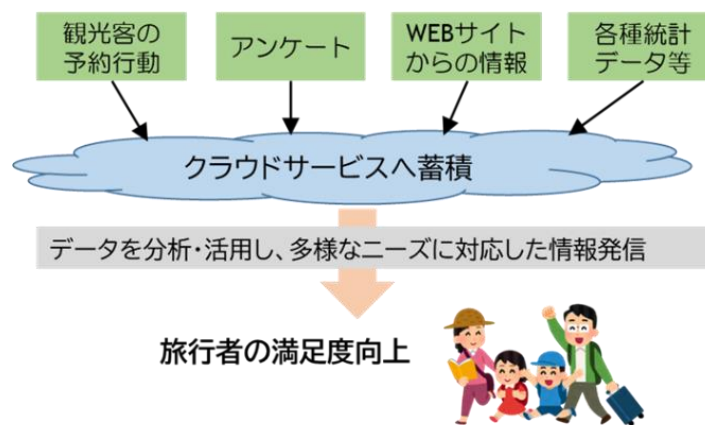 観光客の
予約行動
アンケート
WEBサイト
からの情報
各種統計
データ等
クラウドサービスへ蓄積
データを分析・活用し、多様なニーズに対応した情報発信
旅行者の満足度向上